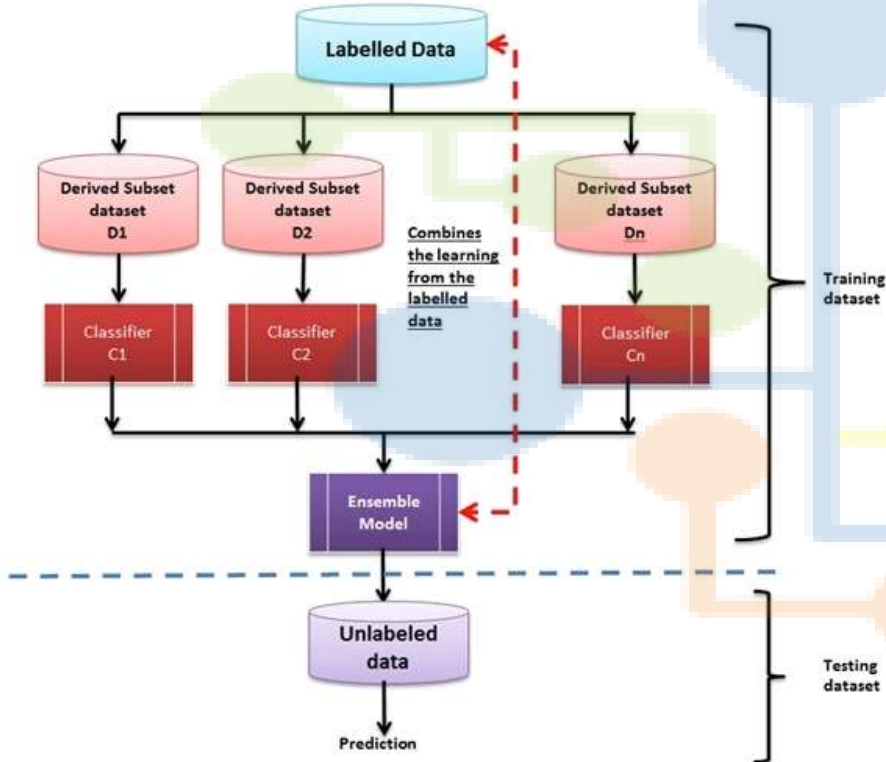 Labelled Data
Derived Subset
dataset
D1
Derived Subset
dataset
D2
Derived Subset
dataset
Dn
Combines
the learning
from the
labelled
data
Training
dataset
Classifier
C1
Classifier
C2
Classifier
Cn
Ensemble
Model
Unlabeled
data
Testing
dataset
Prediction